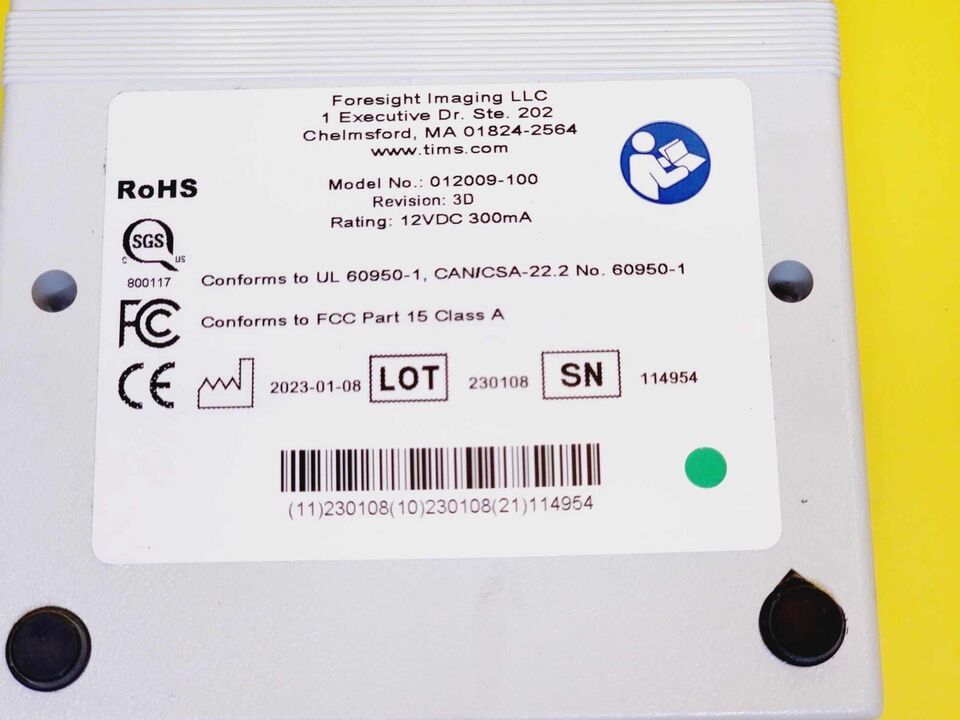 Foresight Imaging LLC
1 Executive Dr. Ste. 202
Chelmsford, MA 01824-2564
www.tims.com
RoHS
Model No.: 012009-100
Revision: 3D
Rating: 12VDC 300mA
SGS
C US
800117
Conforms to UL 60950-1, CAN/CSA-22.2 No. 60950-1
FC
Conforms to FCC Part 15 Class A
CE
2023-01-08
LOT
230108
SN
114954
(11)230108(10)230108(21)114954